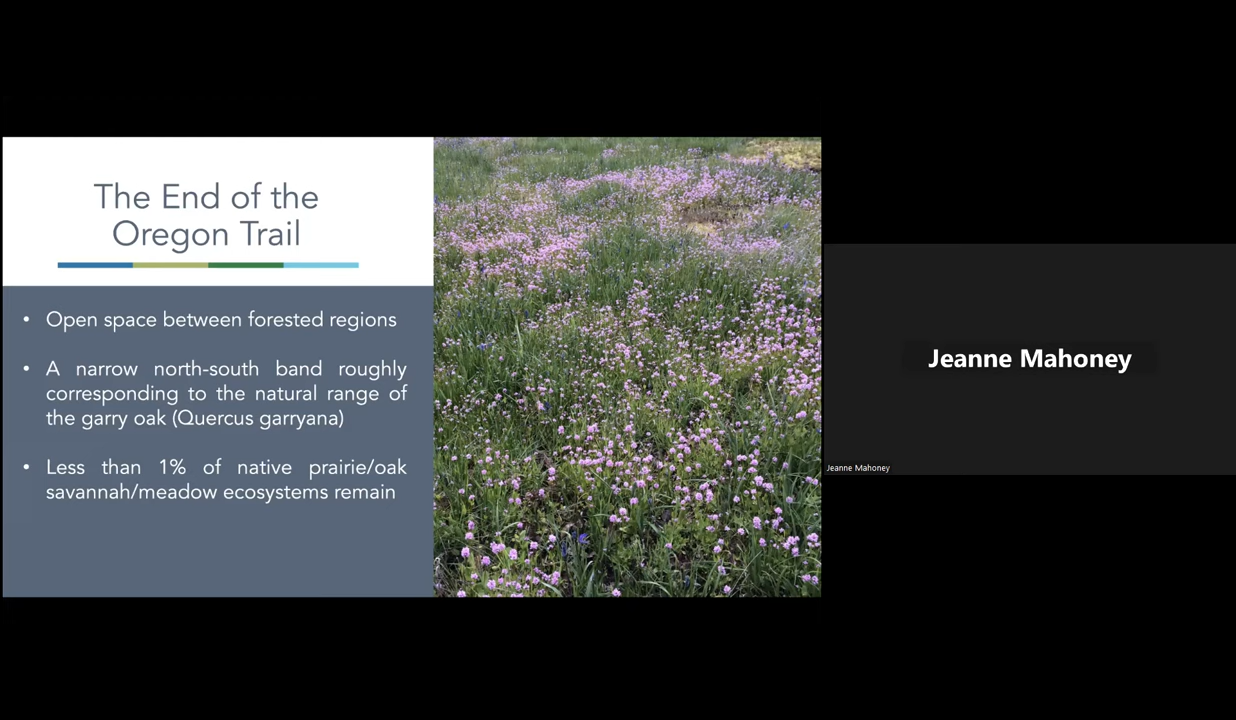 The End of the
Oregon Trail
• Open space between forested regions
• A narrow north-south band roughly
corresponding to the natural range of
the garry oak (Quercus garryana)
• Less than 1% of native prairie/oak
savannah/meadow ecosystems remain
Jeanne Mahoney
Jeanne Mahoney